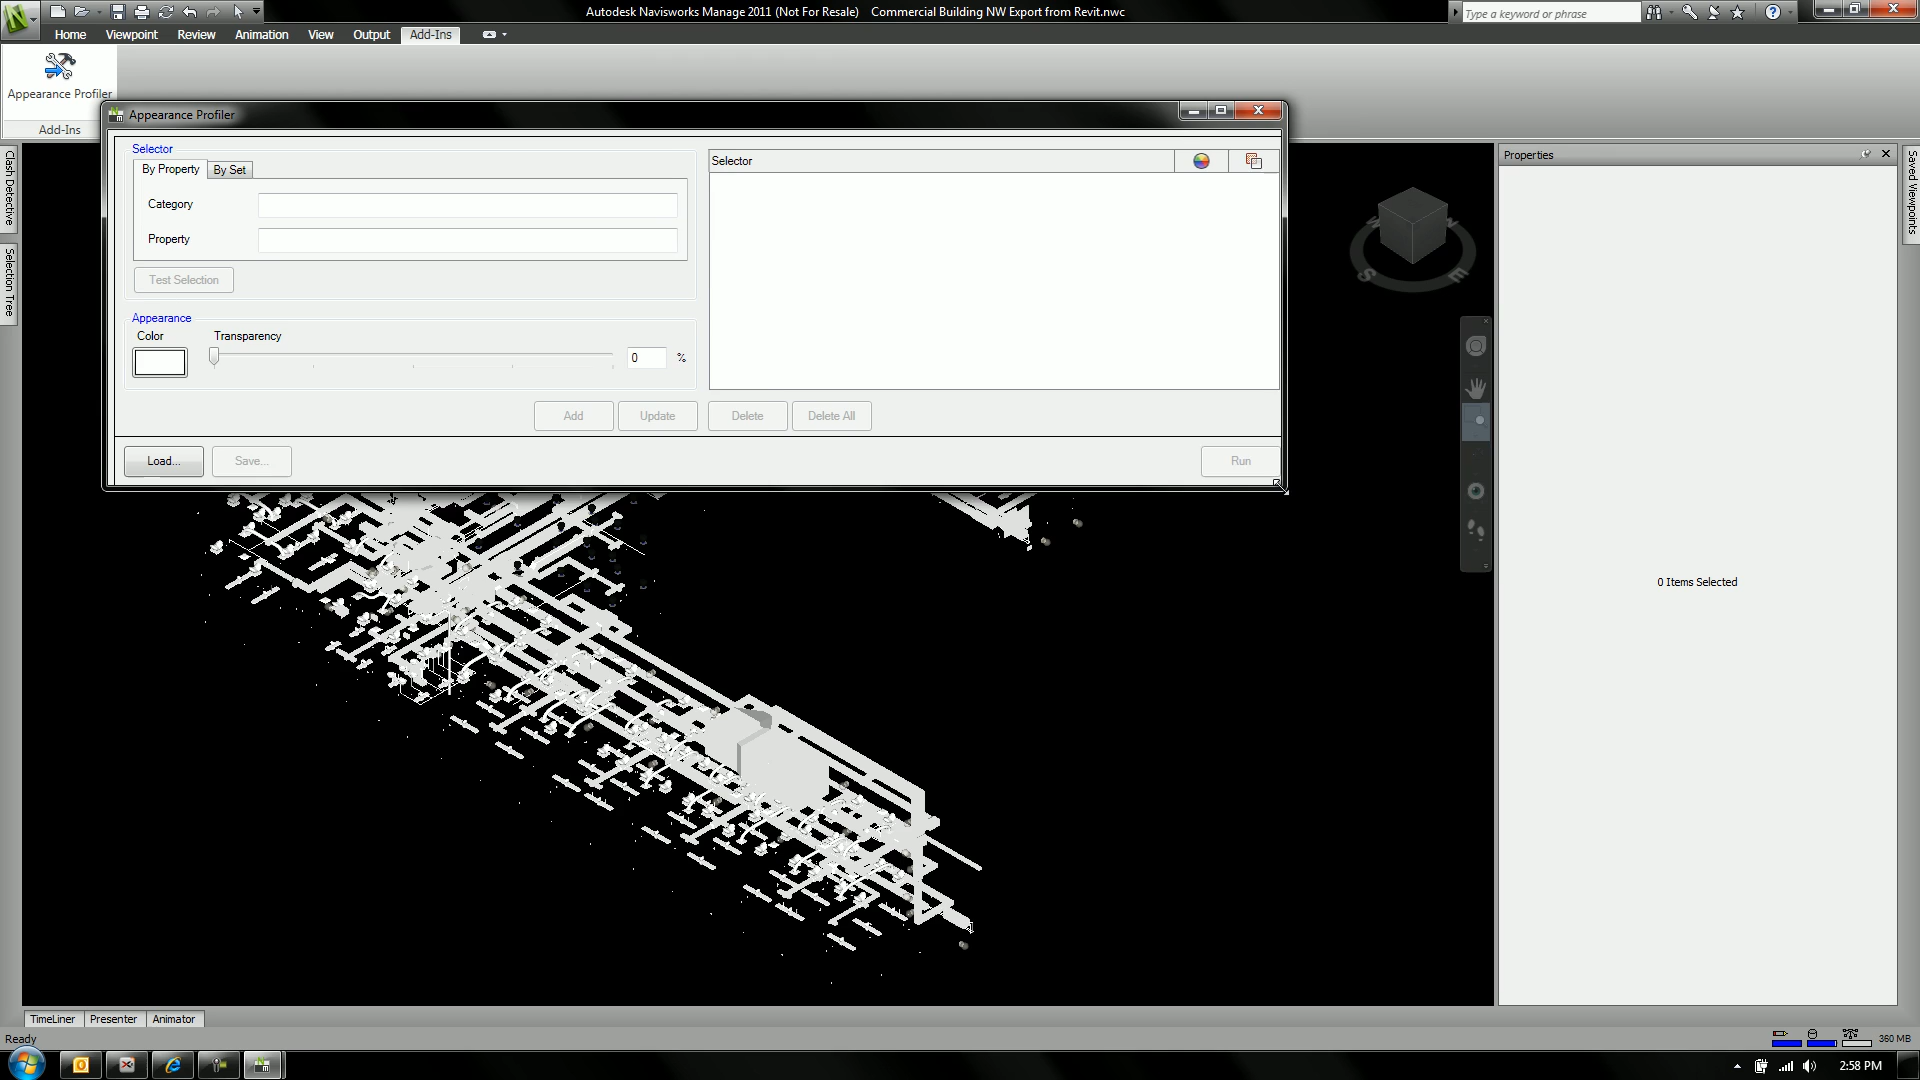 Autodesk Navisworks Manage 2011 (Not For Resale) Commercial Building NW Export from Revit.nwc
Type a keyword or phrase
Home Viewpoint Review Animation View Output Add-Ins
Appearance Profiler
Add-Ins
Appearance Profiler
Selector
By Property By Set
Category
Property
Test Selection
Appearance
Color Transparency
0 %
Add Update Delete Delete All
Load... Save... Run
Selector
Clash Detective
Selection Tree
S E N W
Properties
0 Items Selected
Saved Viewpoints
TimeLiner Presenter Animator
Ready
360 MB
2:58 PM